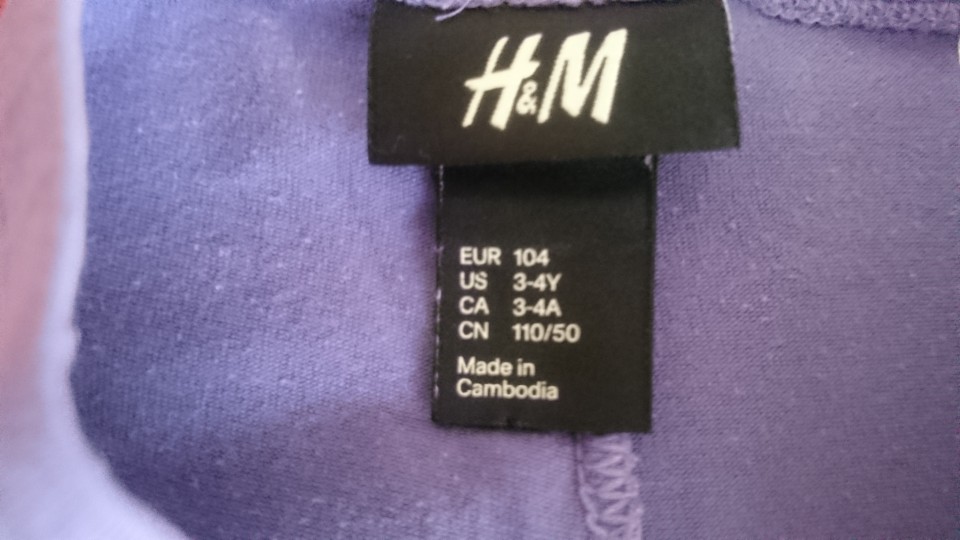 H&M
EUR 104
US 3-4Y
CA 3-4A
CN 110/50
Made in
Cambodia